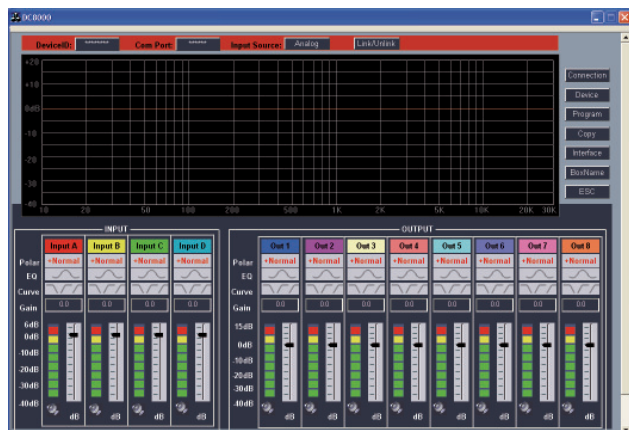 DC8000
DeviceID: ****** Com Port: ***** Input Source: Analog Link/Unlink
+20
+10
0dB
-10
-20
-30
-40
10 20 50 100 200 500 1K 2K 5K 10K 20K 30K
Connection
Device
Program
Copy
Interface
BoxName
ESC
INPUT
Input A Input B Input C Input D
Polar +Normal +Normal +Normal +Normal
EQ
Curve
Gain 0.0 0.0 0.0 0.0
6dB
0dB
-10dB
-20dB
-30dB
-40dB
dB dB dB dB
OUTPUT
Out 1 Out 2 Out 3 Out 4 Out 5 Out 6 Out 7 Out 8
Polar +Normal +Normal +Normal +Normal +Normal +Normal +Normal +Normal
EQ
Curve
Gain 0.0 0.0 0.0 0.0 0.0 0.0 0.0 0.0
15dB
0dB
-10dB
-20dB
-30dB
-40dB
dB dB dB dB dB dB dB dB